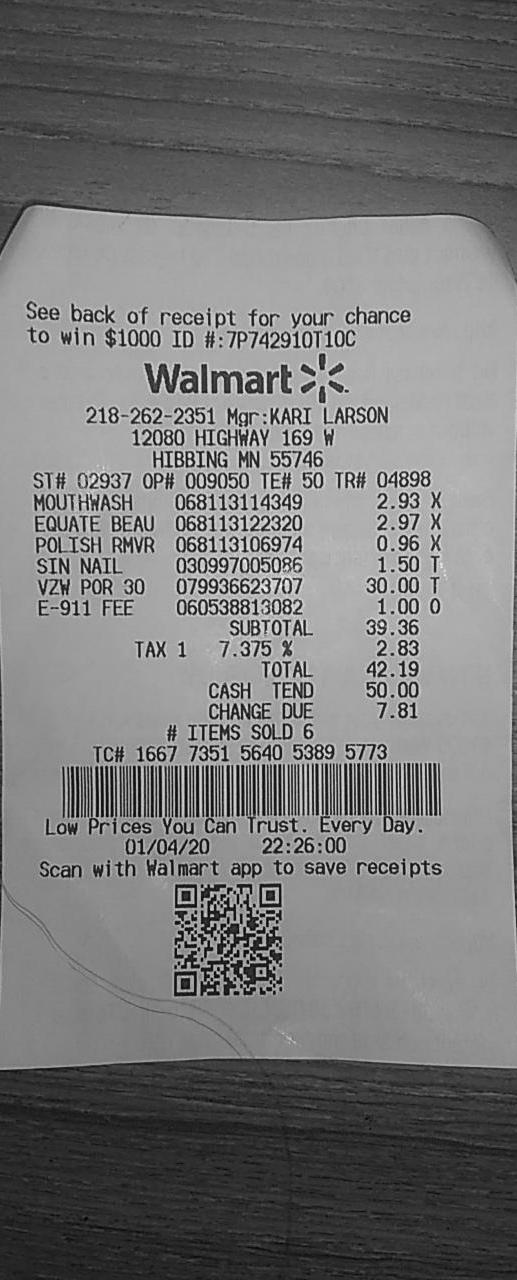 See back of receipt for your chance
to win $1000 ID #:7P742910T10C
Walmart
218-262-2351 Mgr:KARI LARSON
12080 HIGHWAY 169 W
HIBBING MN 55746
ST# 02937 OP# 009050 TE# 50 TR# 04898
MOUTHWASH 068113114349 2.93 X
EQUATE BEAU 068113122320 2.97 X
POLISH RMVR 068113106974 0.96 X
SIN NAIL 030997005086 1.50 T
VZW POR 30 079936623707 30.00 T
E-911 FEE 060538813082 1.00 O
SUBTOTAL 39.36
TAX 1 7.375 % 2.83
TOTAL 42.19
CASH TEND 50.00
CHANGE DUE 7.81
# ITEMS SOLD 6
TC# 1667 7351 5640 5389 5773
Low Prices You Can Trust. Every Day.
01/04/20 22:26:00
Scan with Walmart app to save receipts